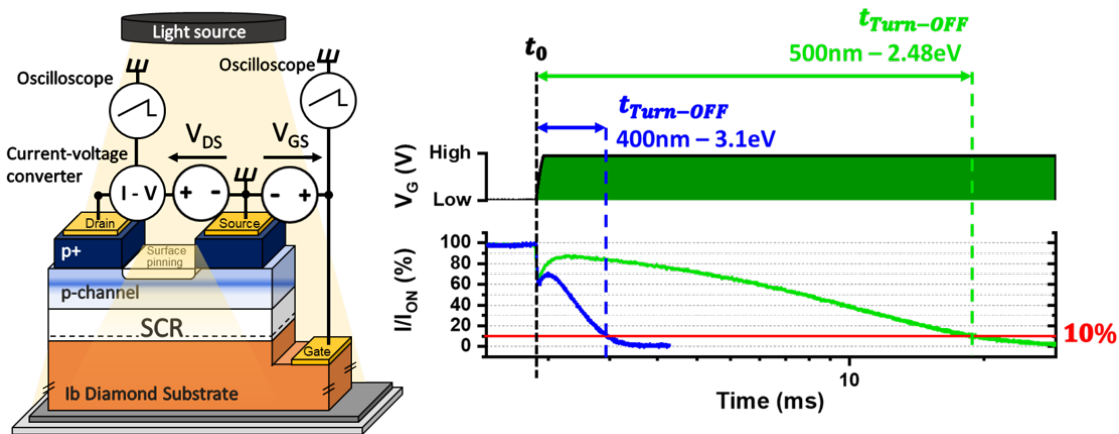 Light source
Oscilloscope
Oscilloscope
V_DS
V_GS
Current-voltage
converter
I - V
+
-
-
+
Drain
Source
p+
Surface
pinning
p-channel
SCR
Gate
Ib Diamond Substrate
t_Turn−OFF
500nm – 2.48eV
t_0
t_Turn−OFF
400nm – 3.1eV
V_G (V)
High
Low
I/I_ON (%)
100
80
60
40
20
0
10%
10
Time (ms)